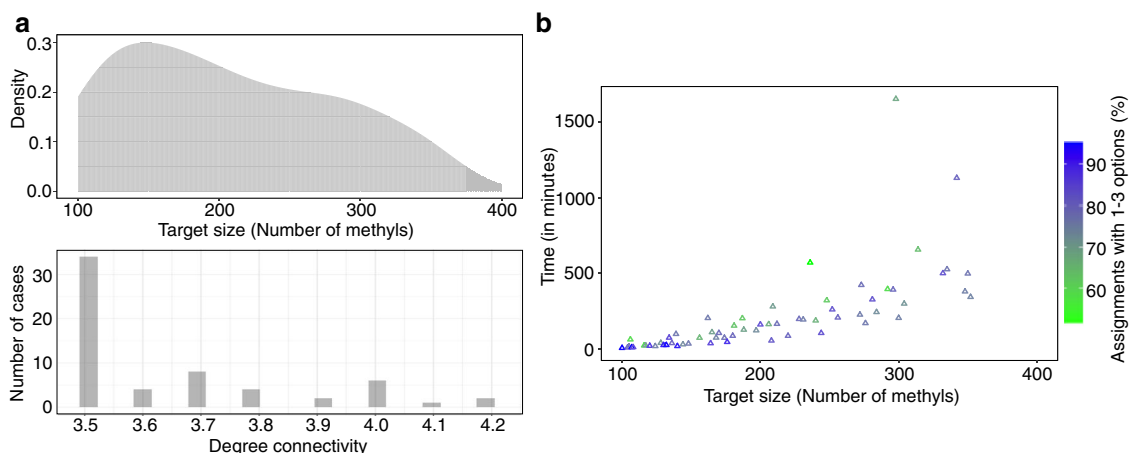 a
0.3
0.2
0.1
0.0
Density
100 200 300 400
Target size (Number of methyls)
30
20
10
0
Number of cases
3.5 3.6 3.7 3.8 3.9 4.0 4.1 4.2
Degree connectivity
b
1500
1000
500
0
Time (in minutes)
100 200 300 400
Target size (Number of methyls)
90
80
70
60
Assignments with 1-3 options (%)